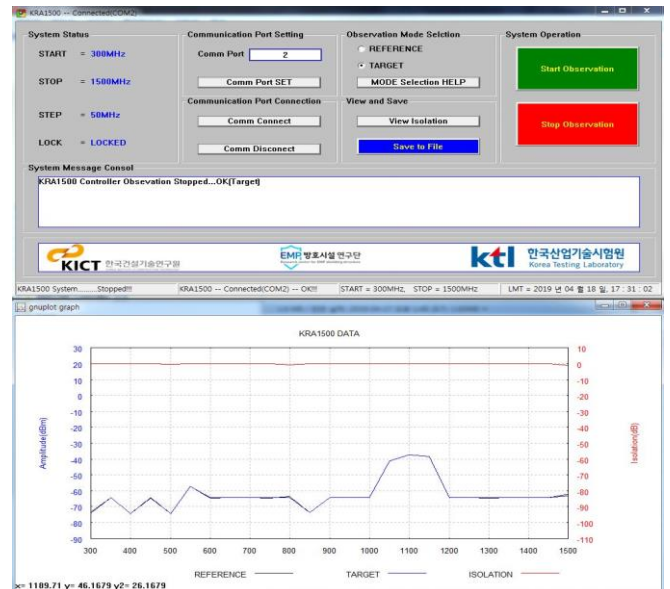 KRA1500 -- Connected(COM2)
System Status
START = 300MHz
STOP = 1500MHz
STEP = 50MHz
LOCK = LOCKED
Communication Port Setting
Comm Port 2
Comm Port SET
Communication Port Connection
Comm Connect
Comm Disconect
Observation Mode Selction
REFERENCE
TARGET
MODE Selection HELP
View and Save
View Isolation
Save to File
System Operation
Start Observation
Stop Observation
System Message Consol
KRA1500 Controller Obsevation Stopped...OK(Target)
KICT 한국건설기술연구원
EMP 방호시설 연구단
ktl 한국산업기술시험원
Korea Testing Laboratory
KRA1500 System.........Stopped!!!
KRA1500 -- Connected(COM2) -- OK!!!
START = 300MHz, STOP = 1500MHz
LMT = 2019 년 04 월 18 일, 17 : 31 : 02
gnuplot graph
KRA1500 DATA
Amplitude(dBm)
30
20
10
0
-10
-20
-30
-40
-50
-60
-70
-80
-90
10
0
-10
-20
-30
-40
-50
-60
-70
-80
-90
-100
-110
Isolation(dB)
300 400 500 600 700 800 900 1000 1100 1200 1300 1400 1500
REFERENCE TARGET ISOLATION
x= 1189.71 y= 46.1679 y2= 26.1679